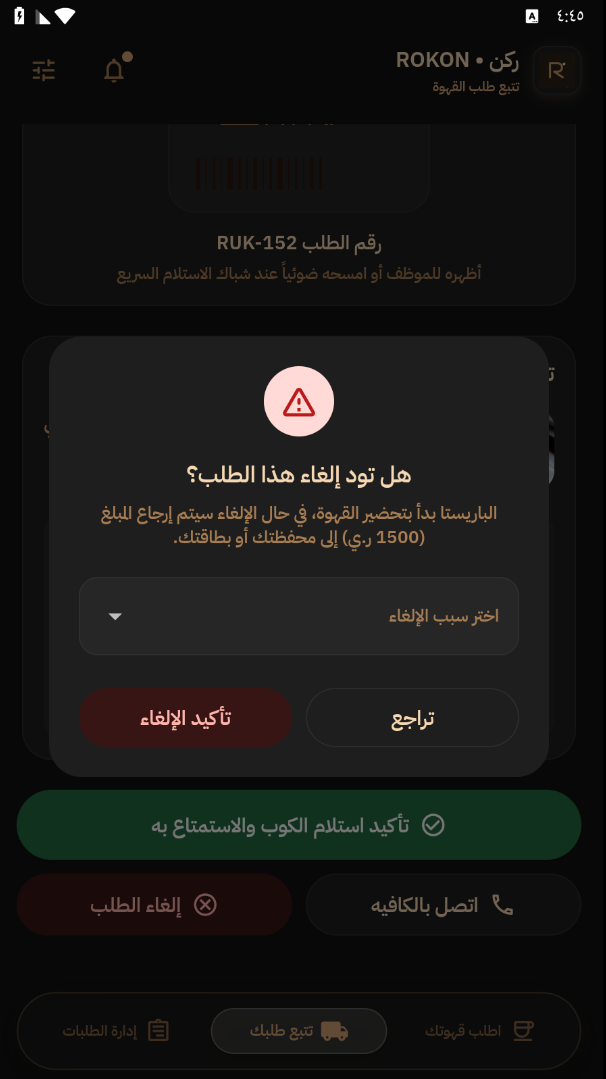 ٤:٤٥
A
ركن • ROKON
تتبع طلب القهوة
رقم الطلب RUK-152
أظهره للموظف أو امسحه ضوئياً عند شباك الاستلام السريع
هل تود إلغاء هذا الطلب؟
الباريستا بدأ بتحضير القهوة، في حال الإلغاء سيتم إرجاع المبلغ
(1500 ر.ي) إلى محفظتك أو بطاقتك.
اختر سبب الإلغاء
تراجع
تأكيد الإلغاء
تأكيد استلام الكوب والاستمتاع به
اتصل بالكافيه
إلغاء الطلب
اطلب قهوتك
تتبع طلبك
إدارة الطلبات